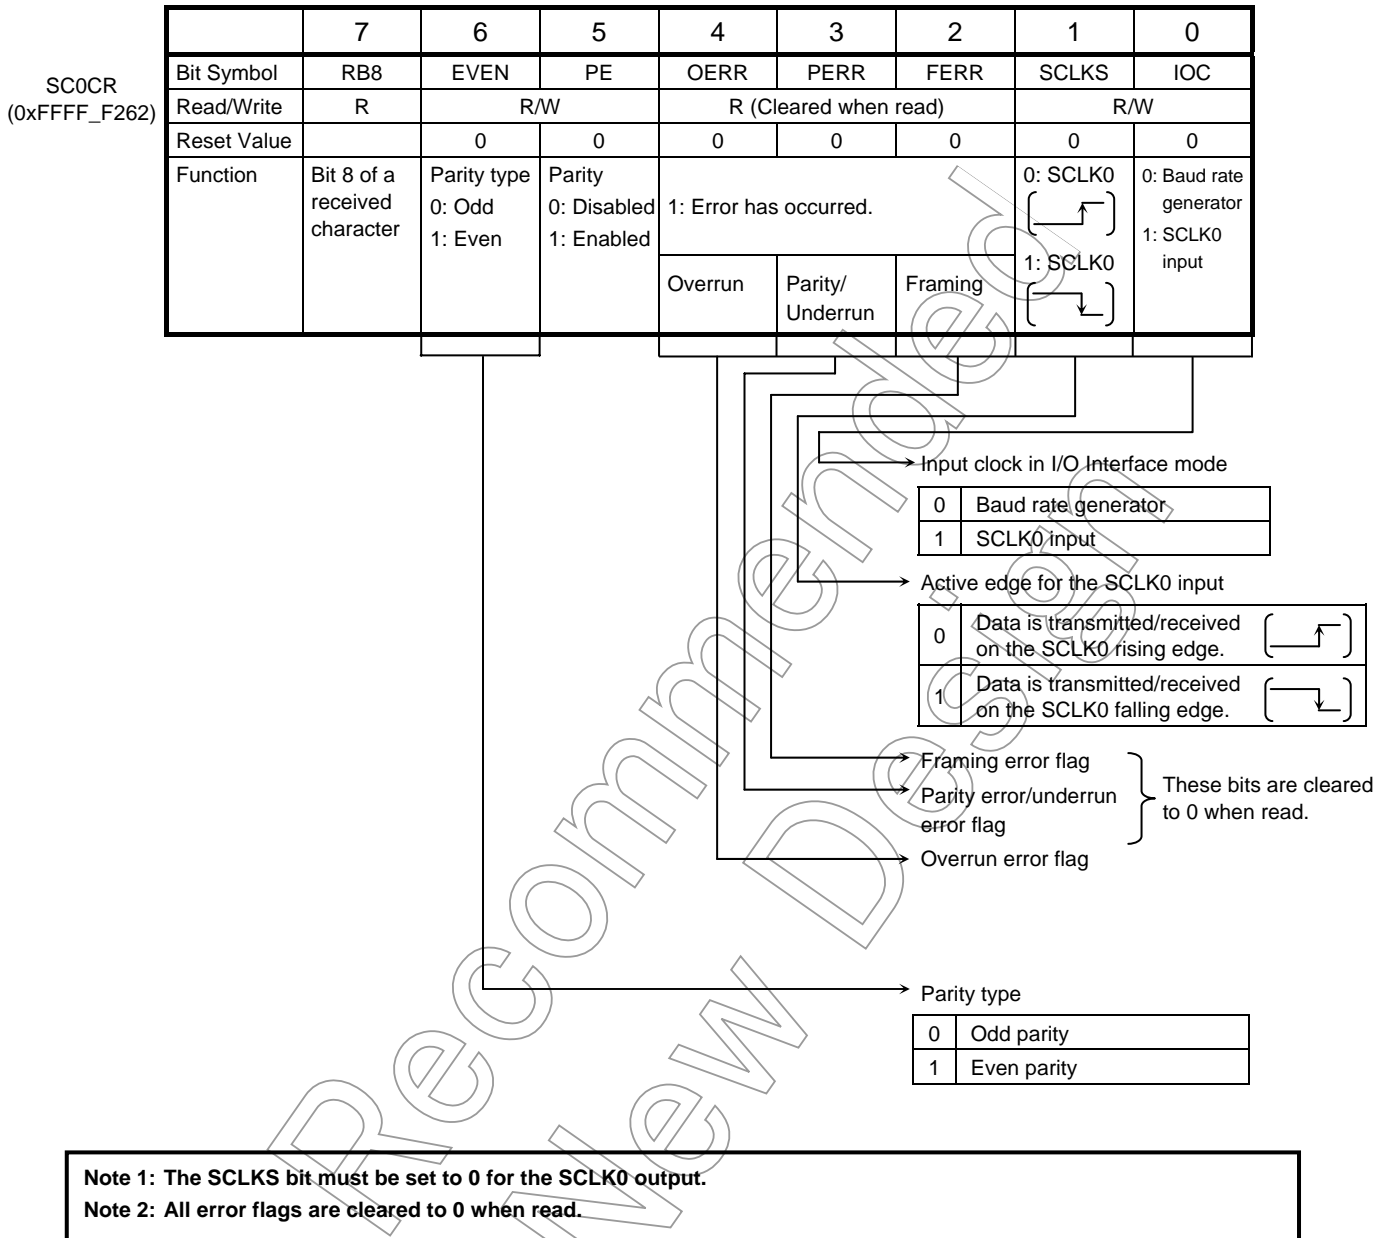 7 6 5 4 3 2 1 0
SC0CR
(0xFFFF_F262)
Bit Symbol RB8 EVEN PE OERR PERR FERR SCLKS IOC
Read/Write R R/W R (Cleared when read) R/W
Reset Value 0 0 0 0 0 0 0
Function
Bit 8 of a
received
character
Parity type
0: Odd
1: Even
Parity
0: Disabled
1: Enabled
1: Error has occurred.
Overrun
Parity/
Underrun
Framing
0: SCLK0
1: SCLK0
0: Baud rate
generator
1: SCLK0
input
Input clock in I/O Interface mode
0 Baud rate generator
1 SCLK0 input
Active edge for the SCLK0 input
0 Data is transmitted/received
on the SCLK0 rising edge.
1 Data is transmitted/received
on the SCLK0 falling edge.
Framing error flag
Parity error/underrun
error flag
Overrun error flag
These bits are cleared
to 0 when read.
Parity type
0 Odd parity
1 Even parity
Note 1: The SCLKS bit must be set to 0 for the SCLK0 output.
Note 2: All error flags are cleared to 0 when read.
Recommended
New Design